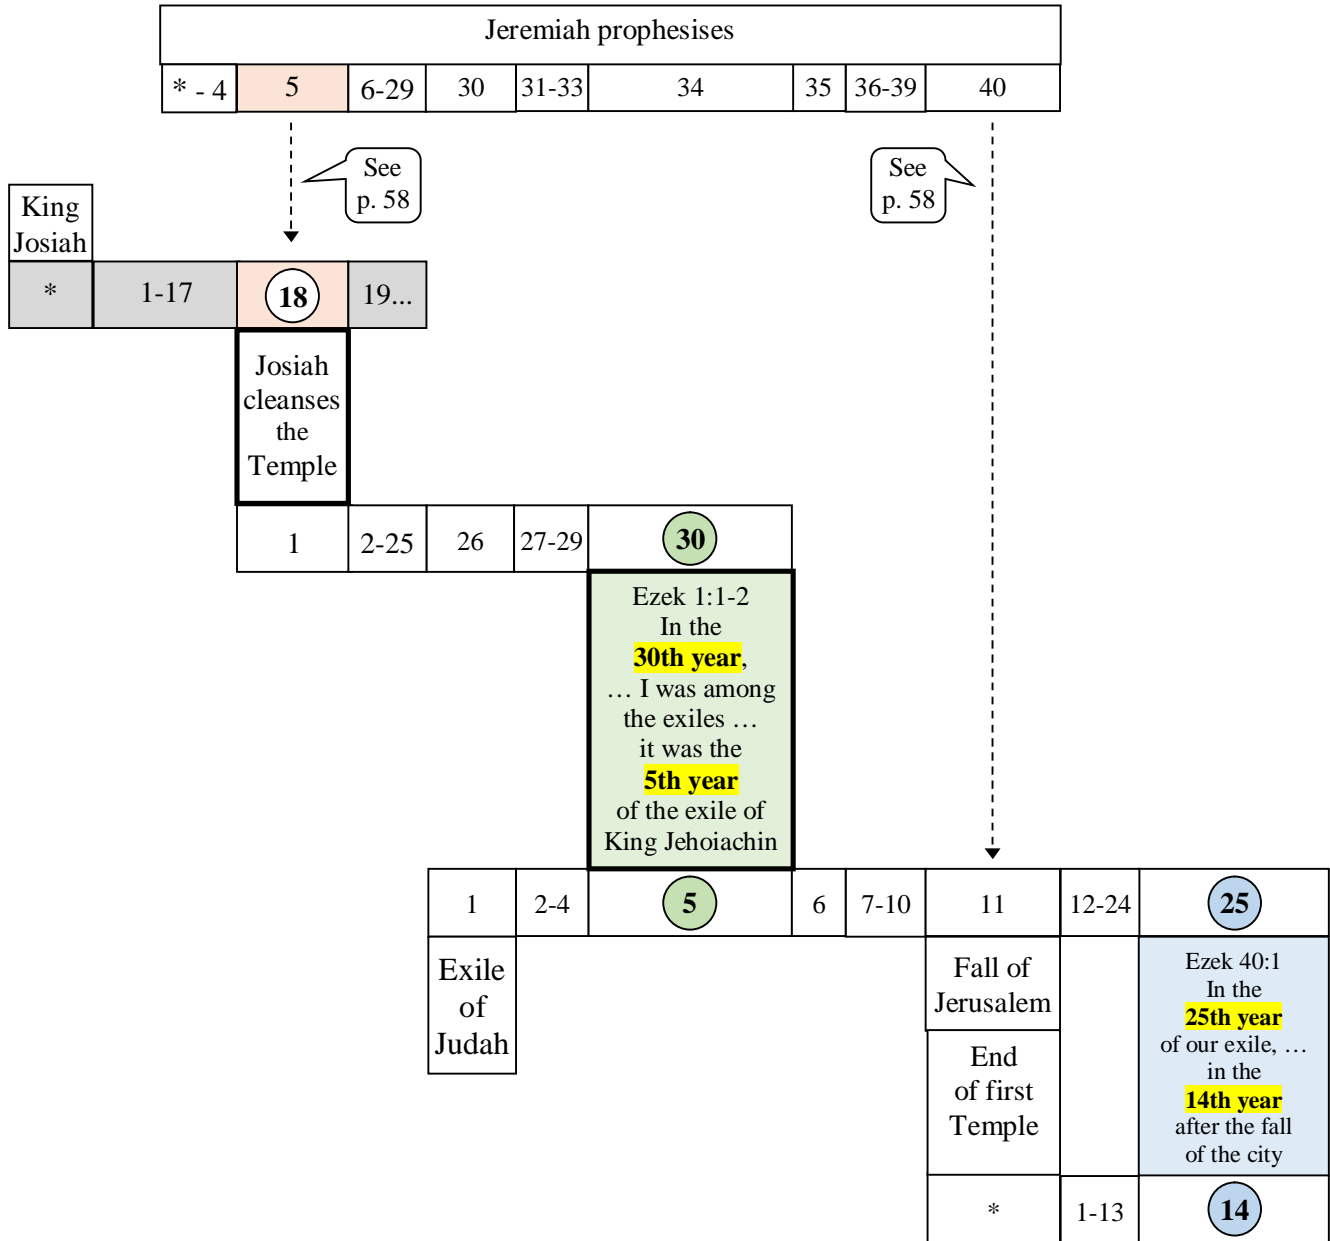 Jeremiah prophesises
* - 4 5 6-29 30 31-33 34 35 36-39 40
See
p. 58
See
p. 58
King
Josiah
* 1-17 18 19...
Josiah
cleanses
the
Temple
1 2-25 26 27-29 30
Ezek 1:1-2
In the
30th year,
… I was among
the exiles …
it was the
5th year
of the exile of
King Jehoiachin
1 2-4 5 6 7-10 11 12-24 25
Exile
of
Judah
Fall of
Jerusalem
End
of first
Temple
Ezek 40:1
In the
25th year
of our exile, …
in the
14th year
after the fall
of the city
* 1-13 14